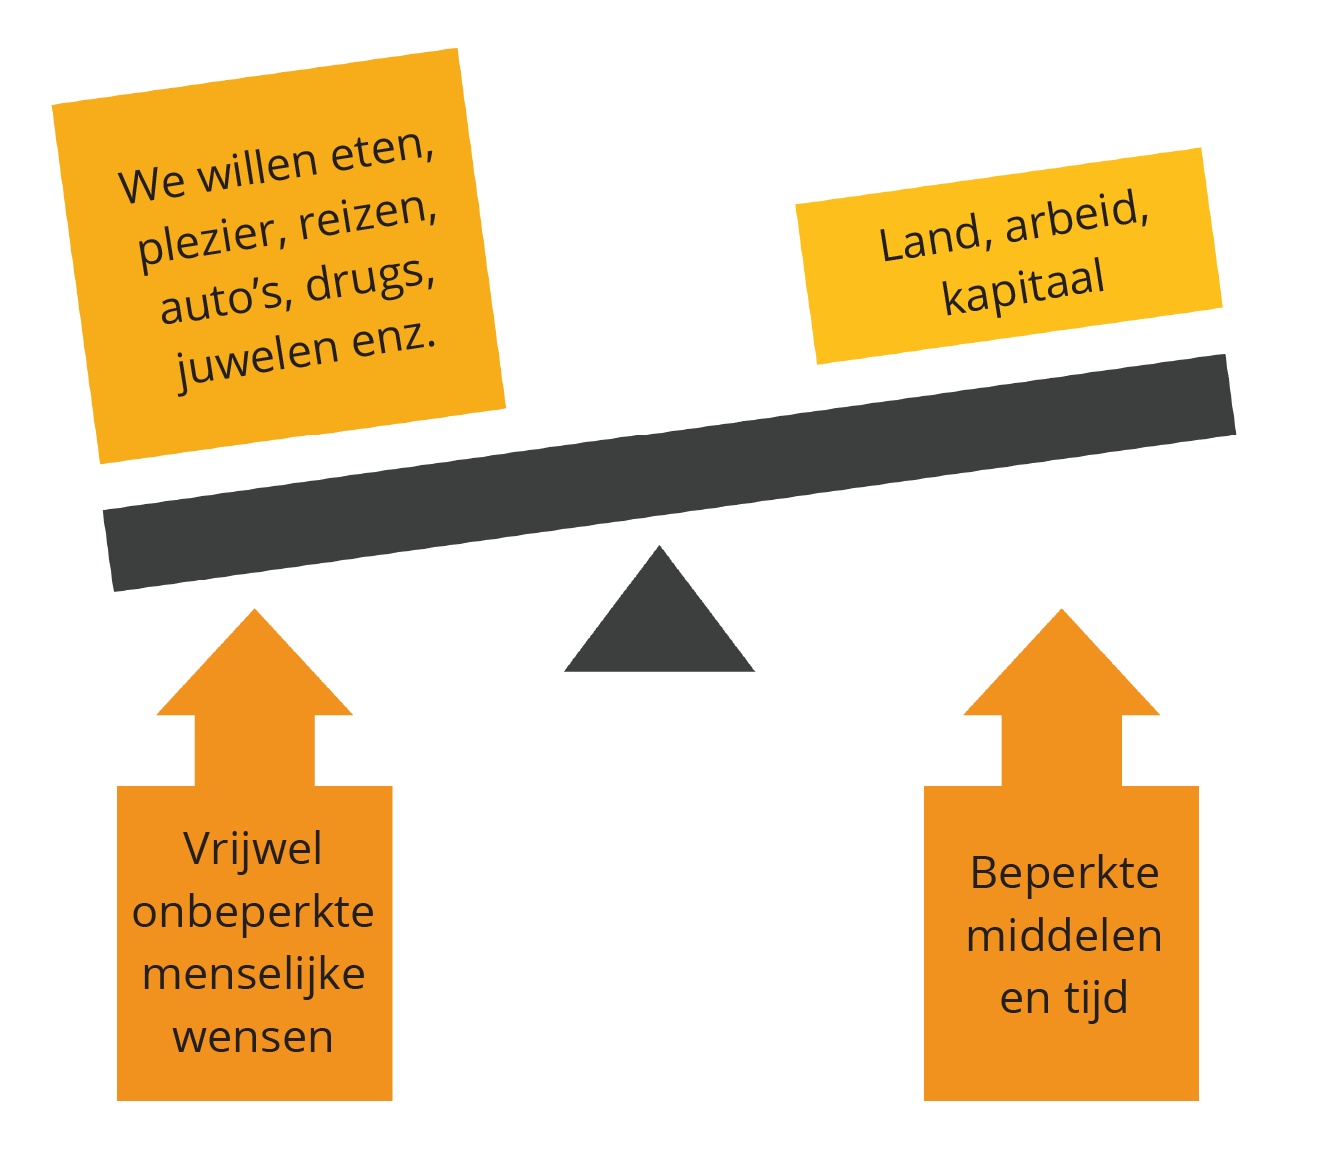 We willen eten,
plezier, reizen,
auto’s, drugs,
juwelen enz.
Land, arbeid,
kapitaal
Vrijwel
onbeperkte
menselijke
wensen
Beperkte
middelen
en tijd